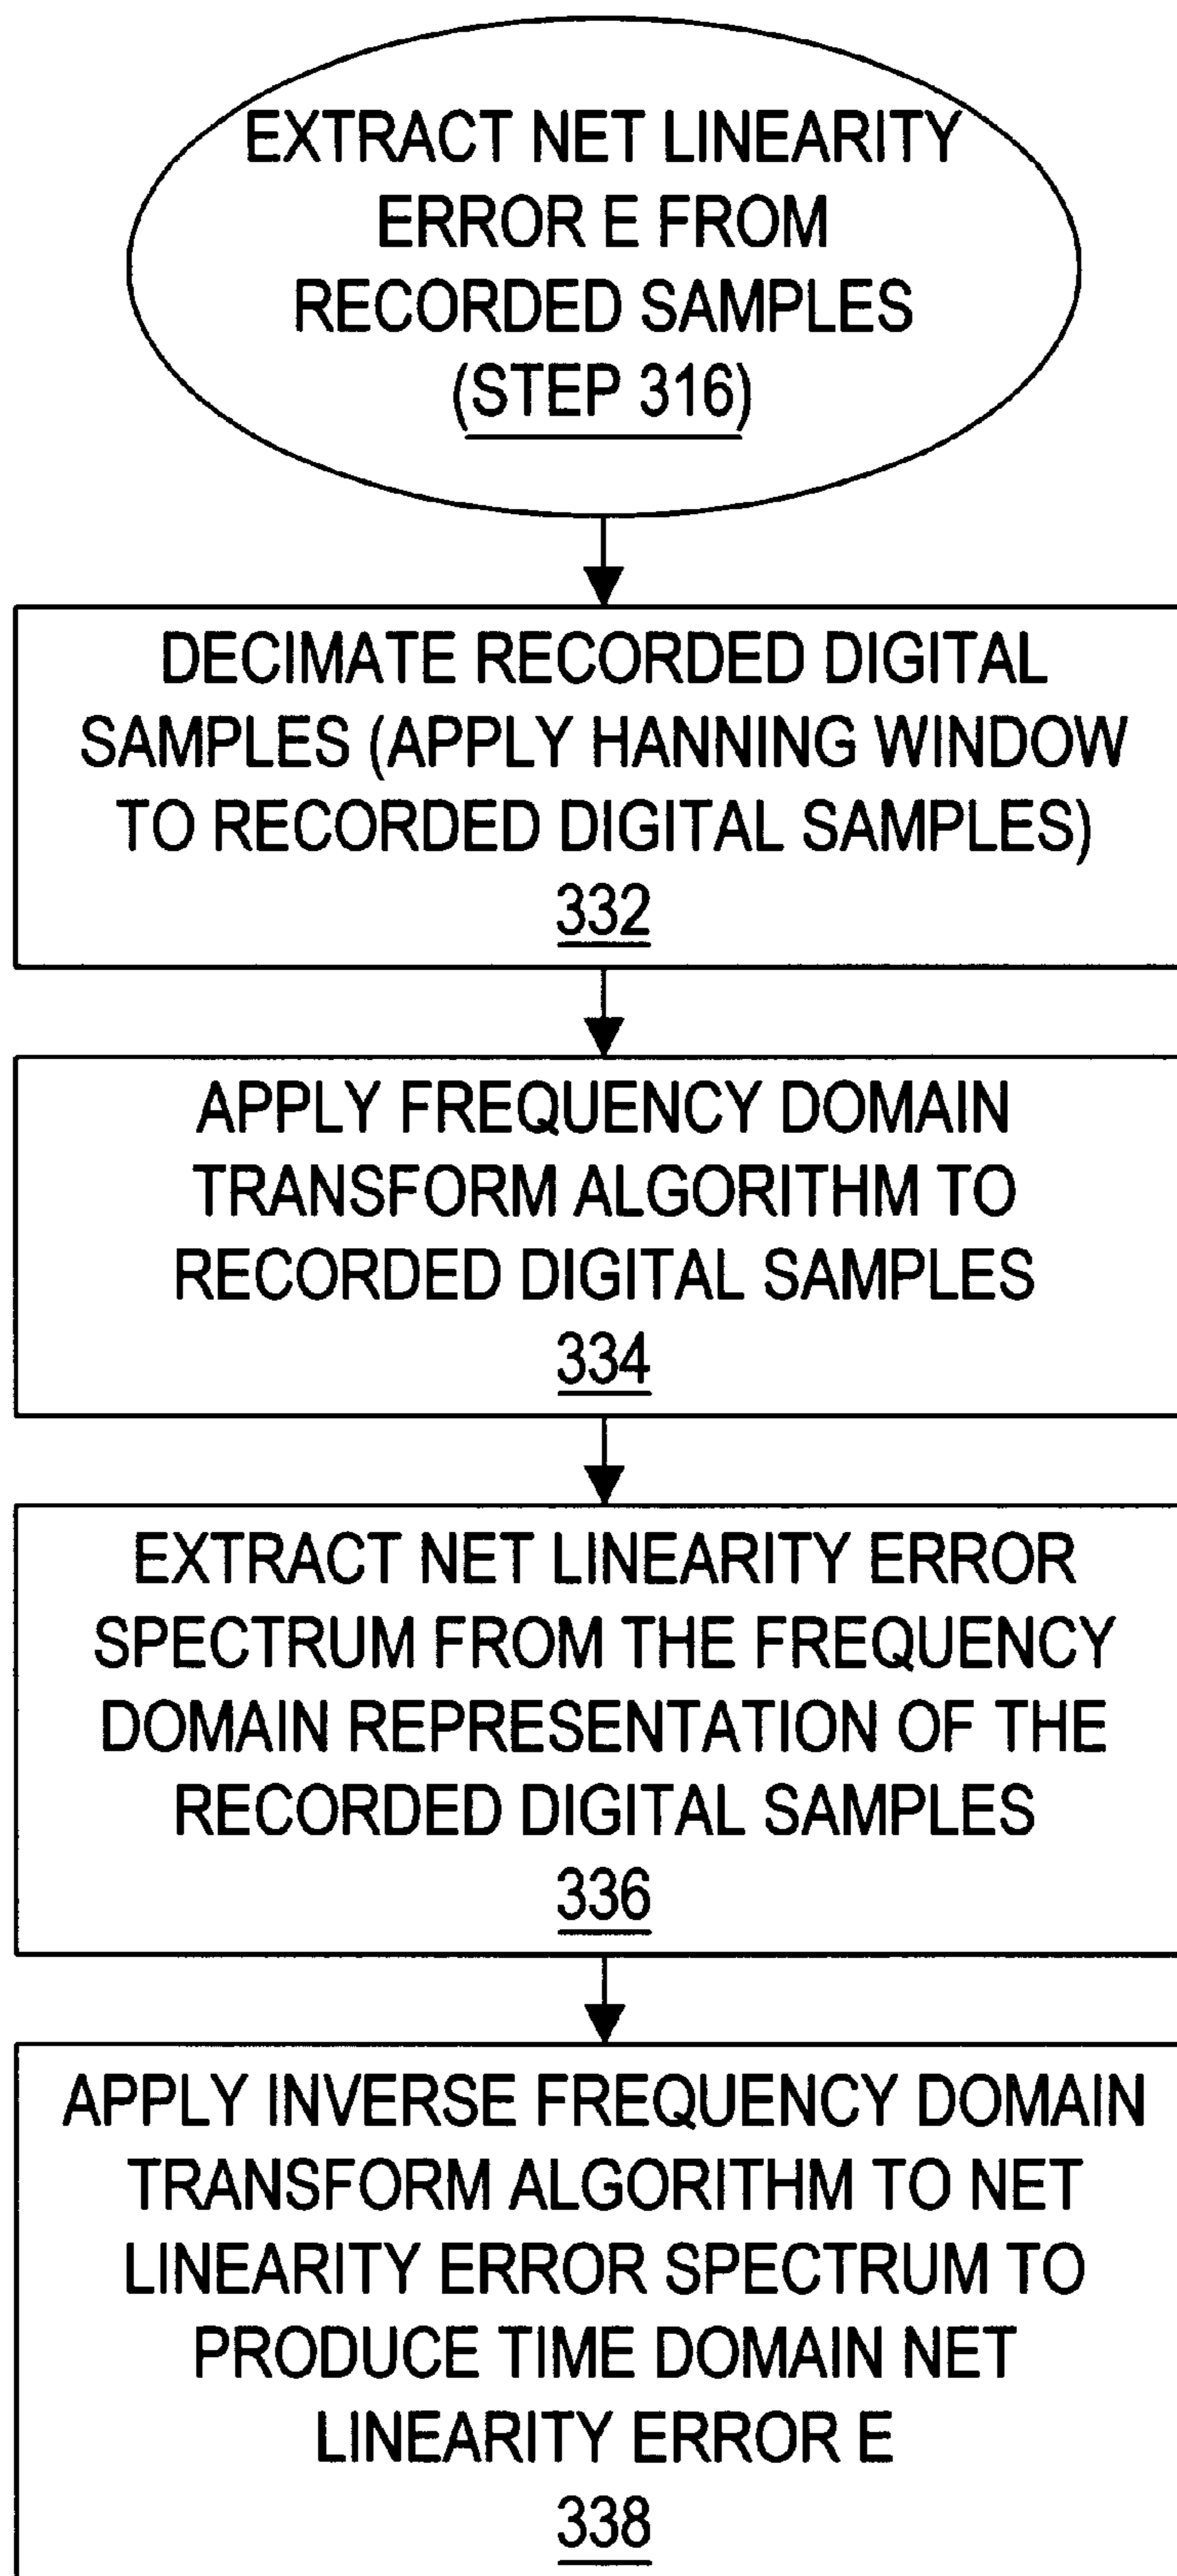 EXTRACT NET LINEARITY
ERROR E FROM
RECORDED SAMPLES
(STEP 316)
DECIMATE RECORDED DIGITAL
SAMPLES (APPLY HANNING WINDOW
TO RECORDED DIGITAL SAMPLES)
332
APPLY FREQUENCY DOMAIN
TRANSFORM ALGORITHM TO
RECORDED DIGITAL SAMPLES
334
EXTRACT NET LINEARITY ERROR
SPECTRUM FROM THE FREQUENCY
DOMAIN REPRESENTATION OF THE
RECORDED DIGITAL SAMPLES
336
APPLY INVERSE FREQUENCY DOMAIN
TRANSFORM ALGORITHM TO NET
LINEARITY ERROR SPECTRUM TO
PRODUCE TIME DOMAIN NET
LINEARITY ERROR E
338